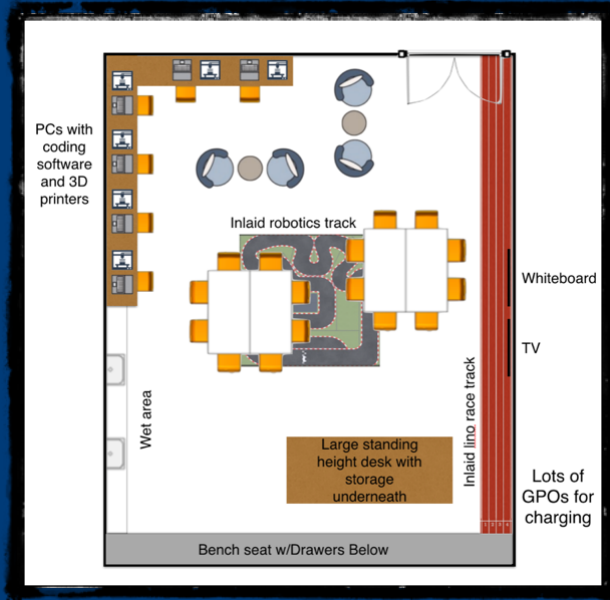 PCs with
coding
software
and 3D
printers
Inlaid robotics track
Whiteboard
TV
Wet area
Inlaid lino race track
Large standing
height desk with
storage
underneath
Lots of
GPOs for
charging
Bench seat w/Drawers Below